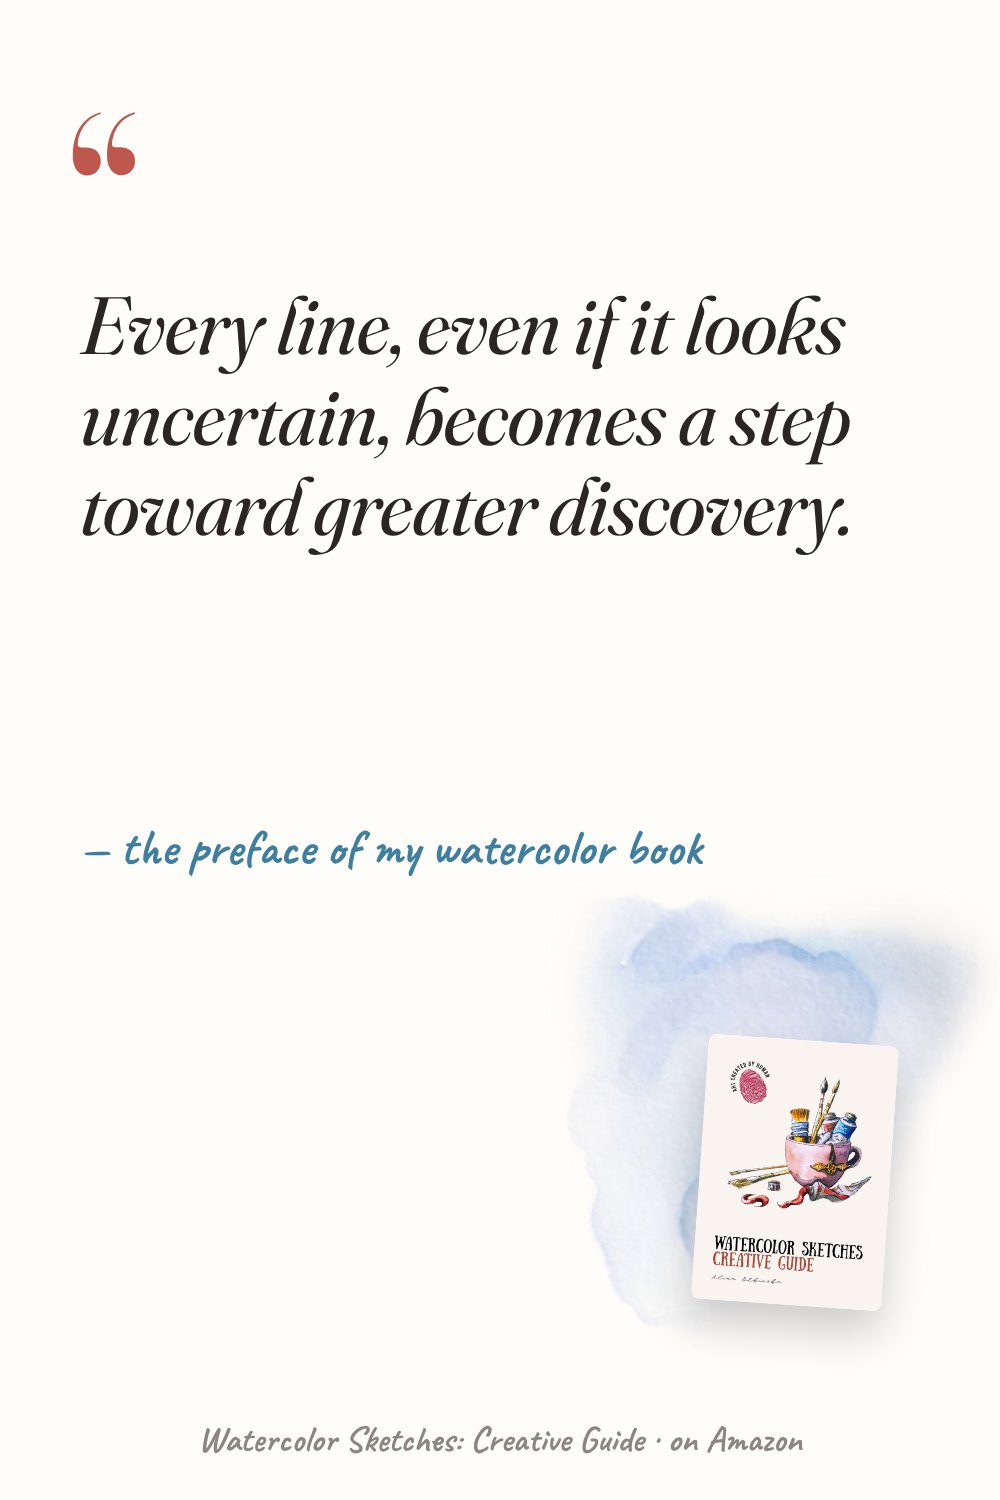 “
Every line, even if it looks
uncertain, becomes a step
toward greater discovery.
— the preface of my watercolor book
ART CREATED BY HUMAN
WATERCOLOR SKETCHES
CREATIVE GUIDE
Watercolor Sketches: Creative Guide · on Amazon